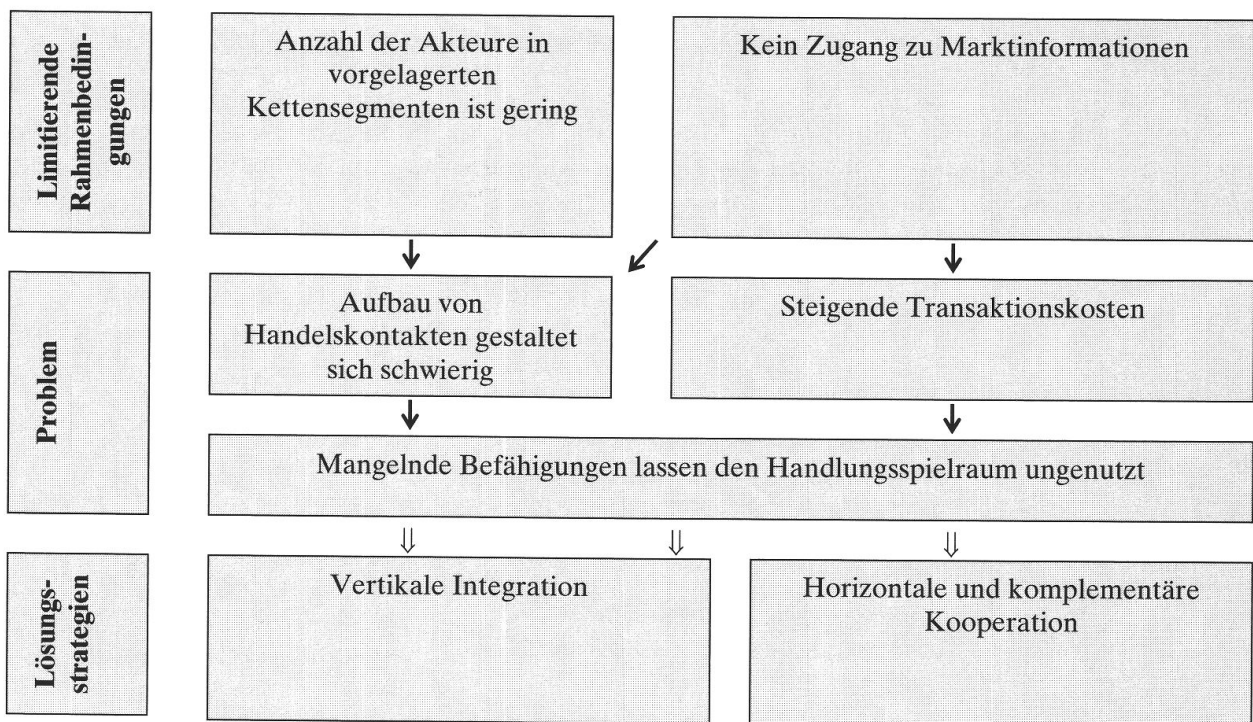 Limitierende
Rahmenbedin-
gungen
Anzahl der Akteure in
vorgelagerten
Kettensegmenten ist gering
Kein Zugang zu Marktinformationen
Problem
Aufbau von
Handelskontakten gestaltet
sich schwierig
Steigende Transaktionskosten
Mangelnde Befähigungen lassen den Handlungsspielraum ungenutzt
Lösungs-
strategien
Vertikale Integration
Horizontale und komplementäre
Kooperation